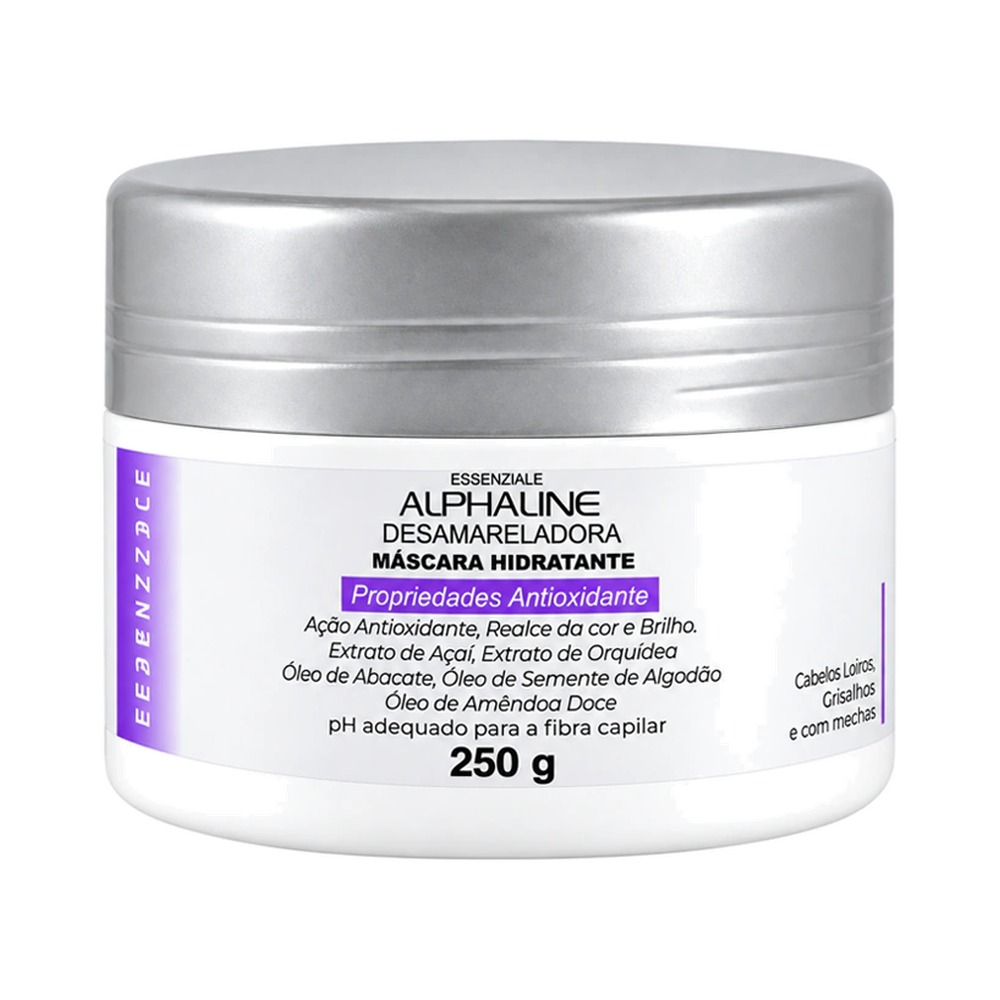 ESSENZIALE
ALPHALINE
DESAMARELADORA
MÁSCARA HIDRATANTE
Propriedades Antioxidante
Ação Antioxidante, Realce da cor e Brilho.
Extrato de Açaí, Extrato de Orquídea
Óleo de Abacate, Óleo de Semente de Algodão
Óleo de Amêndoa Doce
pH adequado para a fibra capilar
250 g
Cabelos Loiros,
Grisalhos
e com mechas